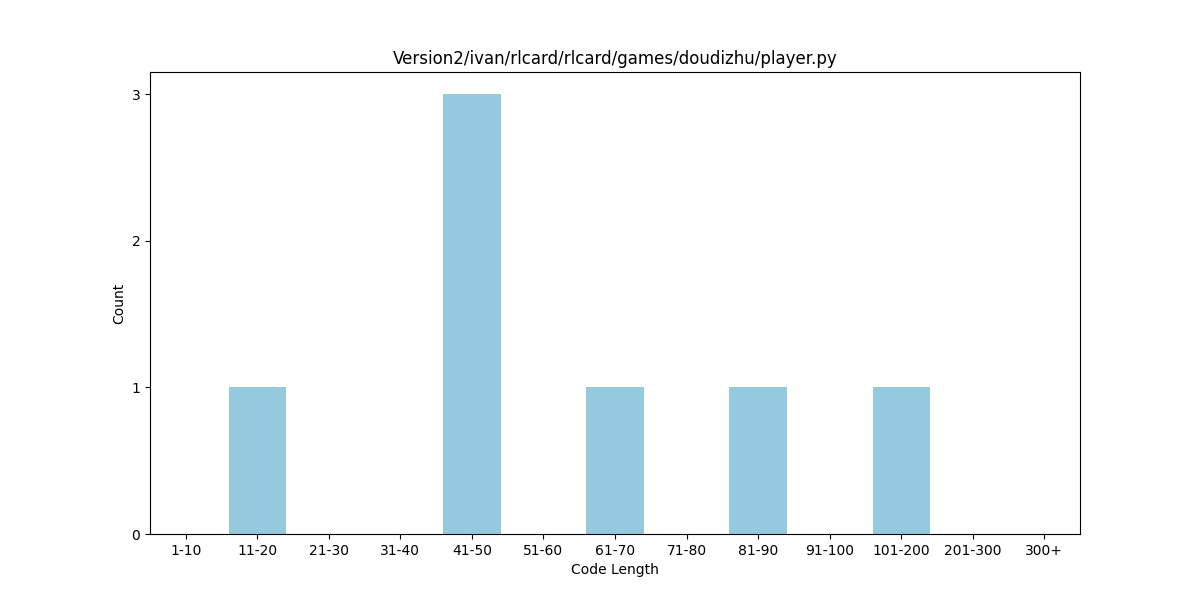 Version2/ivan/rlcard/rlcard/games/doudizhu/player.py
3
2
1
0
Count
1-10 11-20 21-30 31-40 41-50 51-60 61-70 71-80 81-90 91-100 101-200 201-300 300+
Code Length